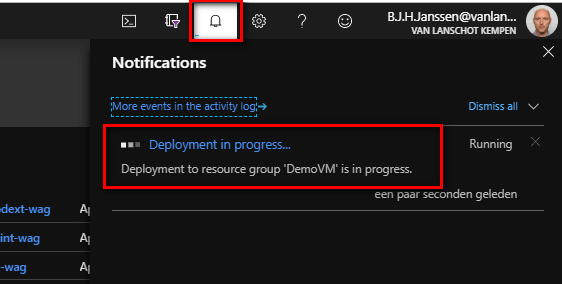 B.J.H.Janssen@vanlan...
VAN LANSCHOT KEMPEN
Notifications
More events in the activity log→
Dismiss all
Deployment in progress...
Running
Deployment to resource group 'DemoVM' is in progress.
een paar seconden geleden
odext-wag Ap
int-wag Ap
-wag Ap